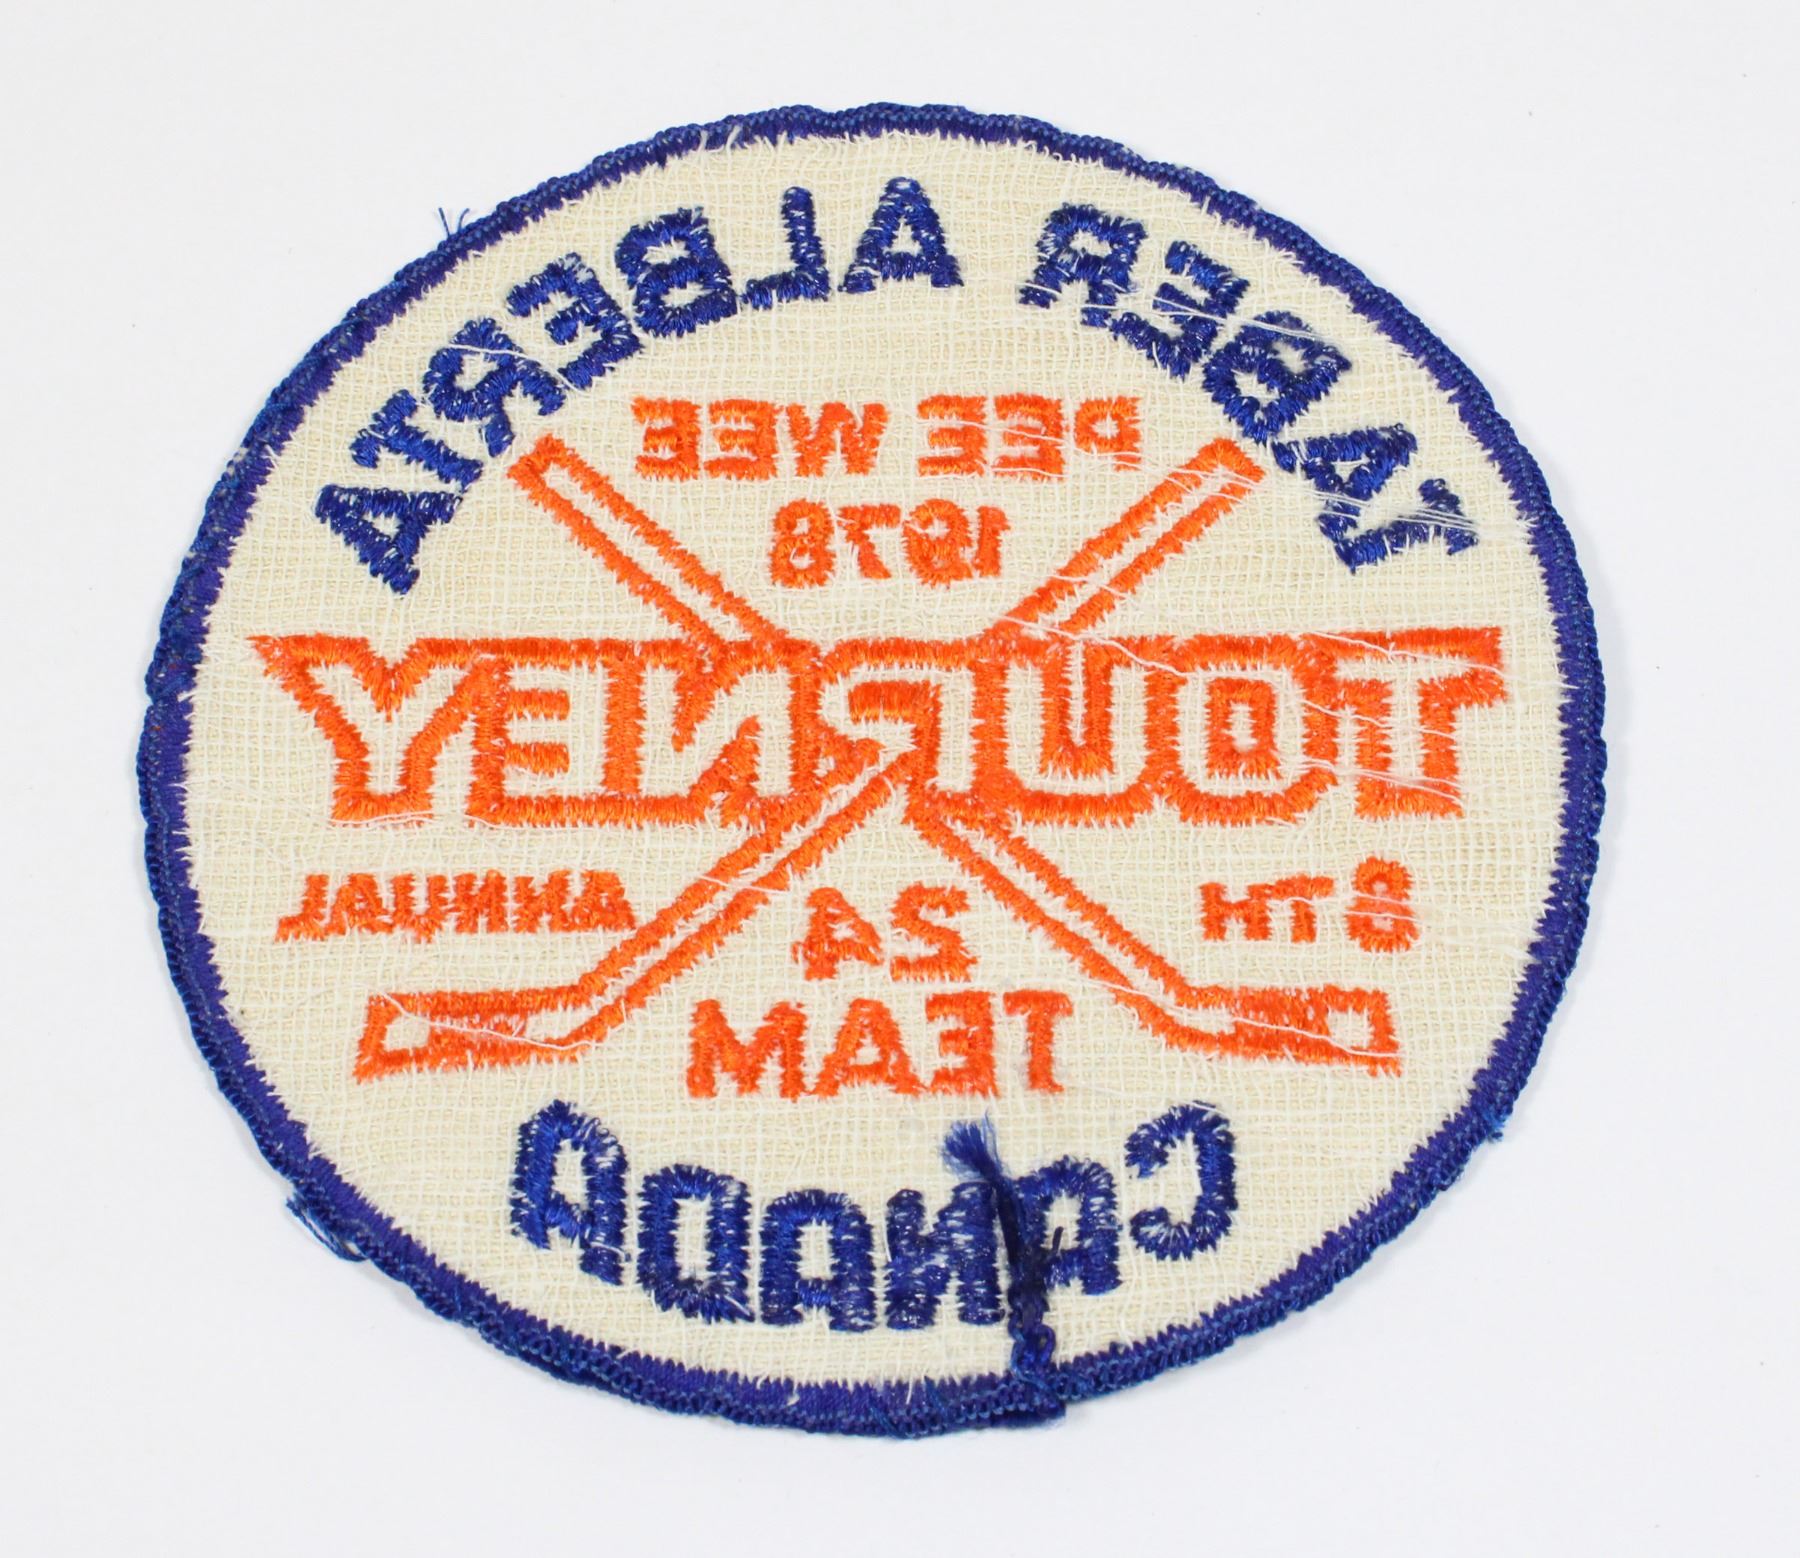 TABER ALBERTA
PEE WEE
1978
TOURNEY
8TH 24 ANNUAL
TEAM
CANADA